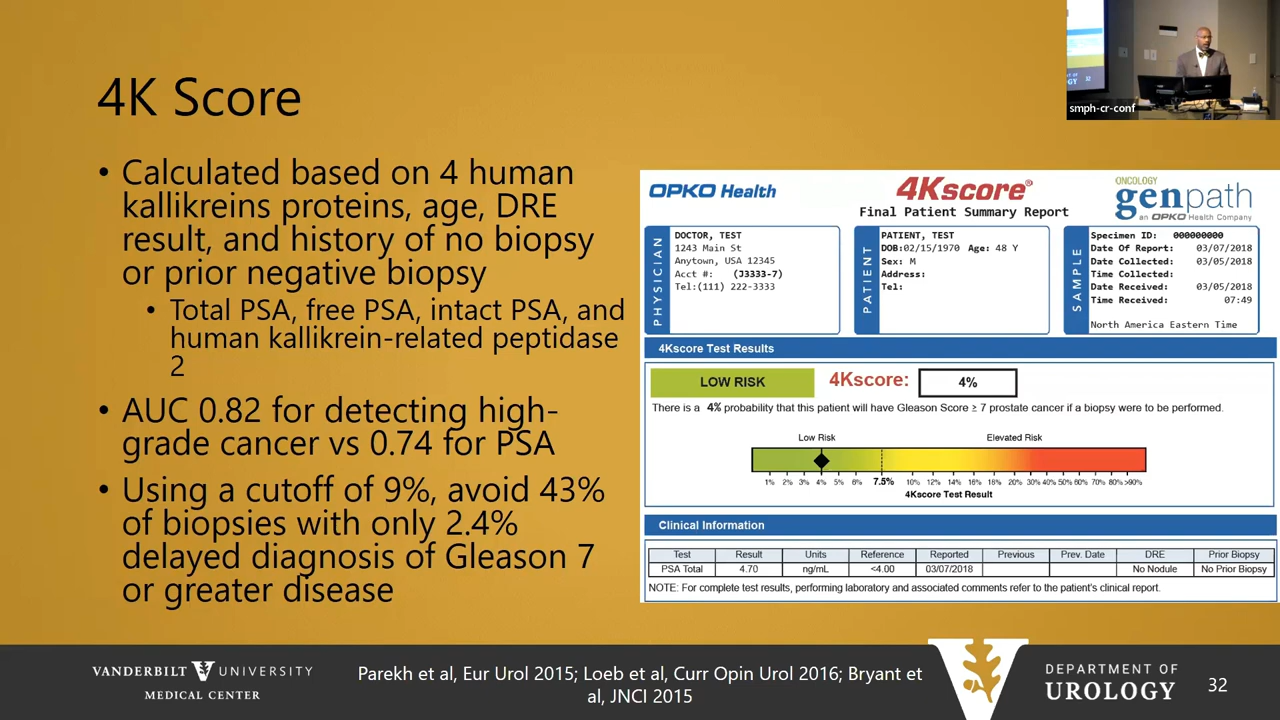 4K Score
• Calculated based on 4 human
kallikreins proteins, age, DRE
result, and history of no biopsy
or prior negative biopsy
• Total PSA, free PSA, intact PSA, and
human kallikrein-related peptidase
2
• AUC 0.82 for detecting high-
grade cancer vs 0.74 for PSA
• Using a cutoff of 9%, avoid 43%
of biopsies with only 2.4%
delayed diagnosis of Gleason 7
or greater disease
smph-cr-conf
UROLOGY
OPKO Health
4Kscore®
Final Patient Summary Report
ONCOLOGY
genpath
an OPKO Health Company
PHYSICIAN
DOCTOR, TEST
1243 Main St
Anytown, USA 12345
Acct #: (J3333-7)
Tel:(111) 222-3333
PATIENT
PATIENT, TEST
DOB:02/15/1970 Age: 48 Y
Sex: M
Address:
Tel:
SAMPLE
Specimen ID: 000000000
Date Of Report: 03/07/2018
Date Collected: 03/05/2018
Time Collected:
Date Received: 03/05/2018
Time Received: 07:49
North America Eastern Time
4Kscore Test Results
LOW RISK 4Kscore: 4%
There is a 4% probability that this patient will have Gleason Score ≥ 7 prostate cancer if a biopsy were to be performed.
Low Risk Elevated Risk
1% 2% 3% 4% 5% 6% 7.5% 10% 12% 14% 16% 18% 20% 30% 40% 50% 60% 70% 80% >90%
4Kscore Test Result
Clinical Information
Test Result Units Reference Reported Previous Prev. Date DRE Prior Biopsy
PSA Total 4.70 ng/mL <4.00 03/07/2018 No Nodule No Prior Biopsy
NOTE: For complete test results, performing laboratory and associated comments refer to the patient's clinical report.
VANDERBILT UNIVERSITY
MEDICAL CENTER
Parekh et al, Eur Urol 2015; Loeb et al, Curr Opin Urol 2016; Bryant et
al, JNCI 2015
DEPARTMENT OF
UROLOGY
32